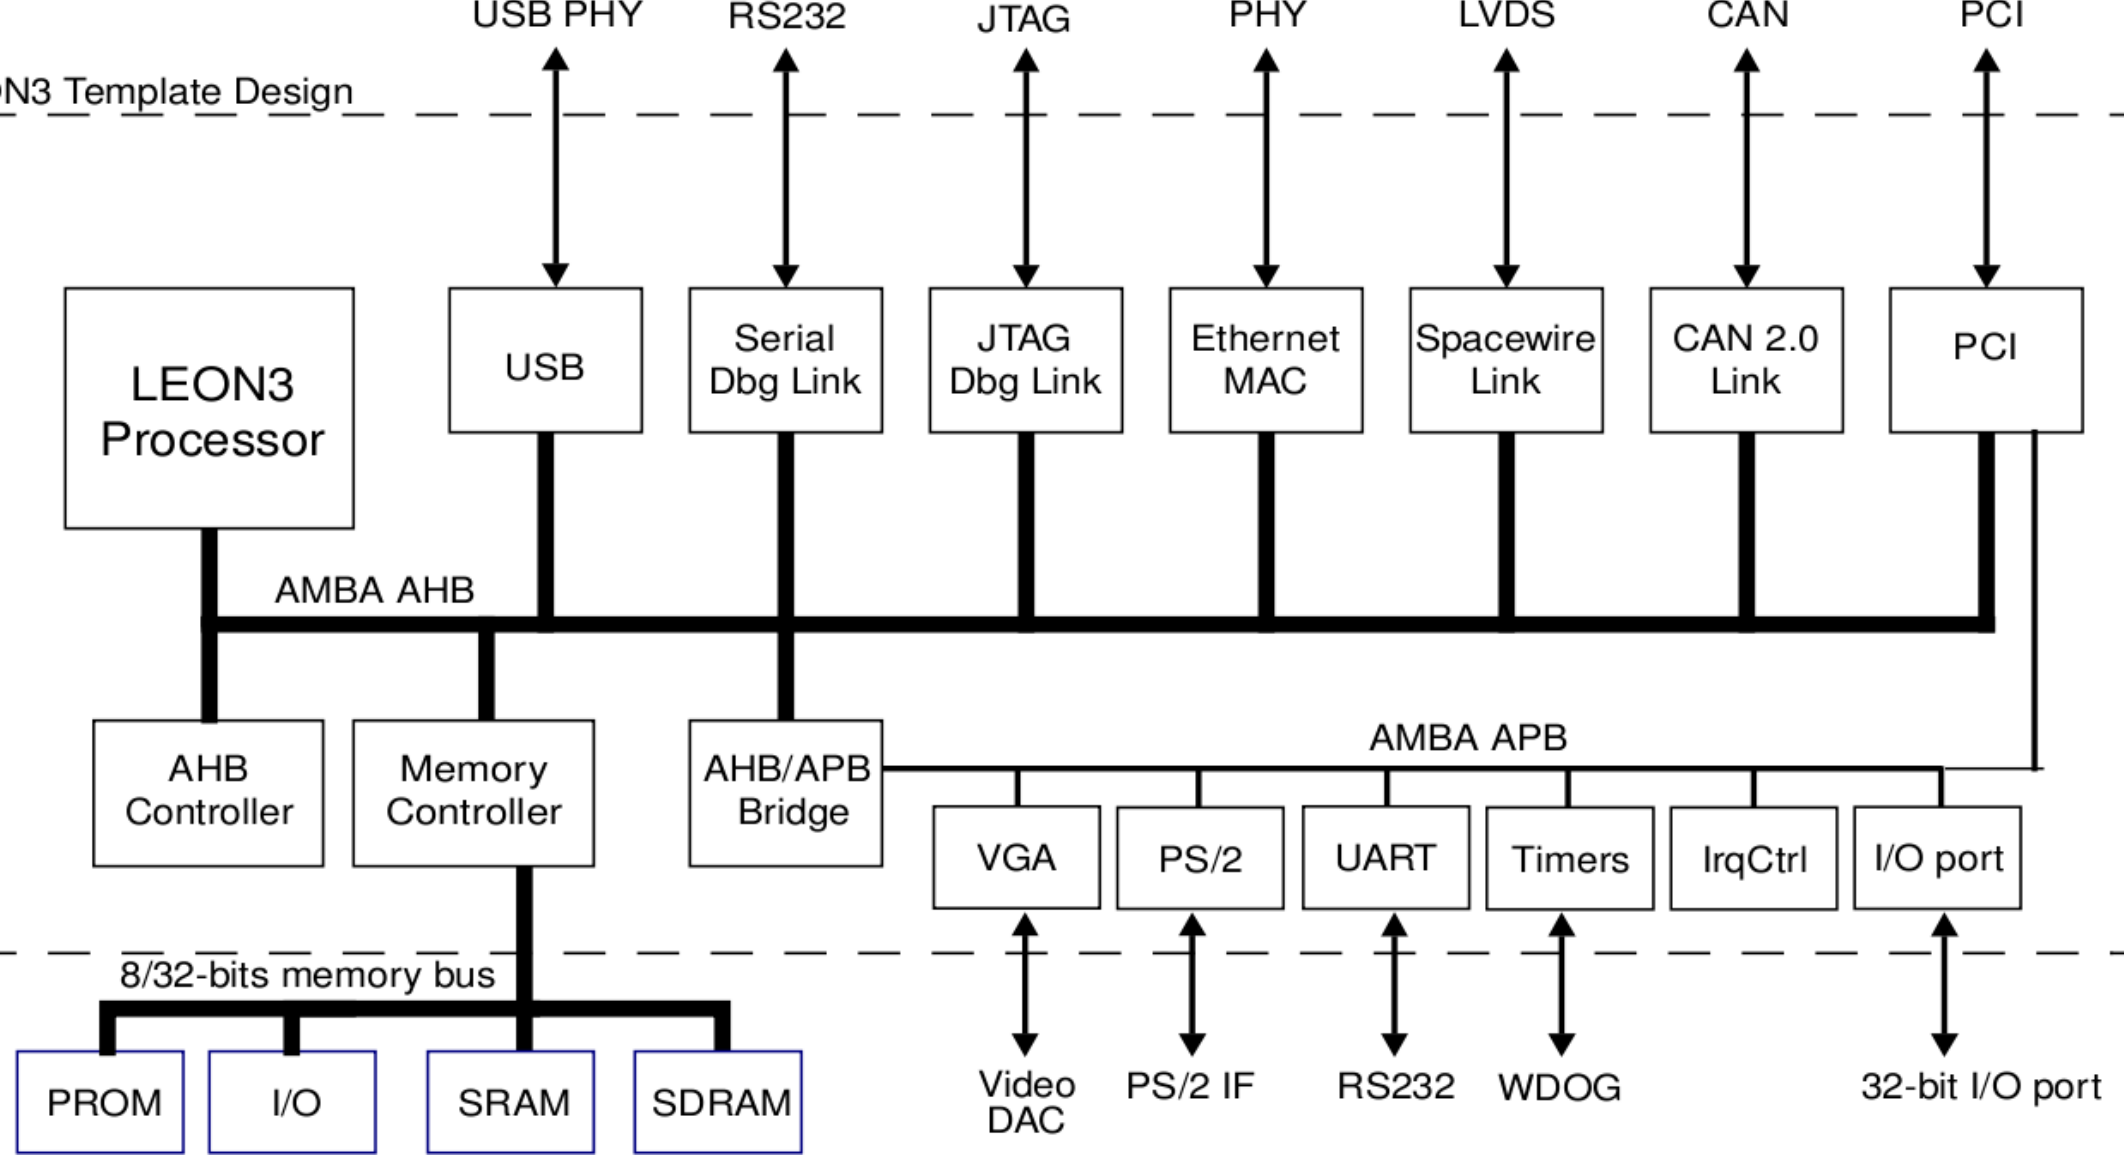 USB PHY RS232 JTAG PHY LVDS CAN PCI
N3 Template Design
LEON3
Processor
USB
Serial
Dbg Link
JTAG
Dbg Link
Ethernet
MAC
Spacewire
Link
CAN 2.0
Link
PCI
AMBA AHB
AHB
Controller
Memory
Controller
AHB/APB
Bridge
AMBA APB
VGA
PS/2
UART
Timers
IrqCtrl
I/O port
8/32-bits memory bus
PROM
I/O
SRAM
SDRAM
Video
DAC
PS/2 IF
RS232
WDOG
32-bit I/O port